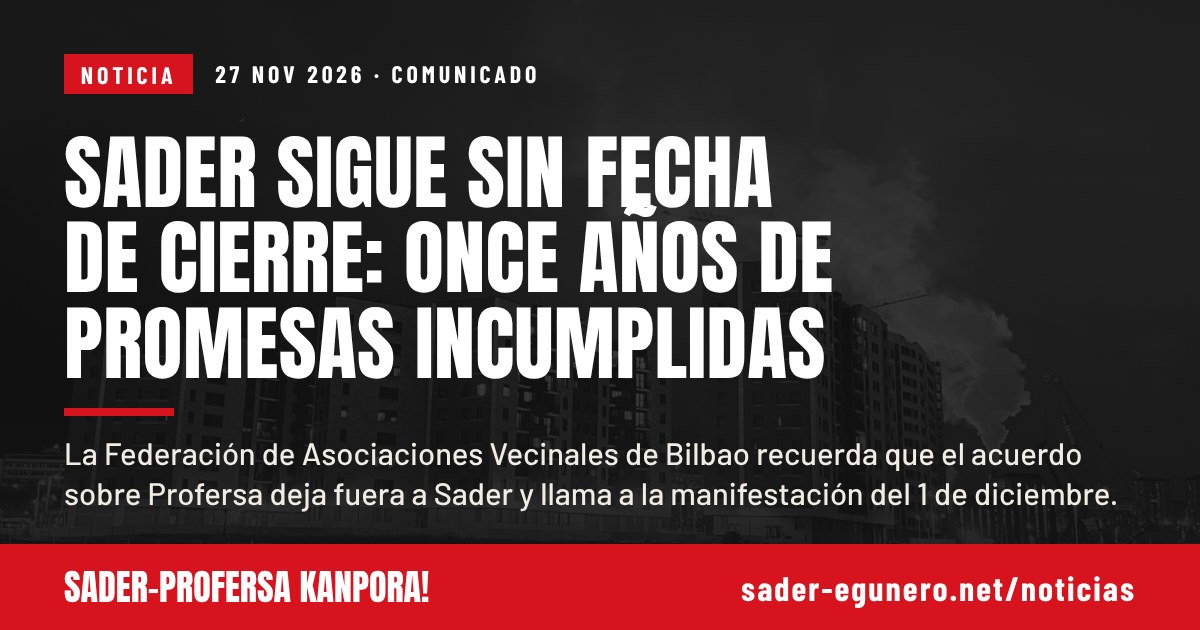 NOTICIA 27 NOV 2026 · COMUNICADO
SADER SIGUE SIN FECHA
DE CIERRE: ONCE AÑOS DE
PROMESAS INCUMPLIDAS
La Federación de Asociaciones Vecinales de Bilbao recuerda que el acuerdo
sobre Profersa deja fuera a Sader y llama a la manifestación del 1 de diciembre.
SADER-PROFERSA KANPORA!
sader-egunero.net/noticias